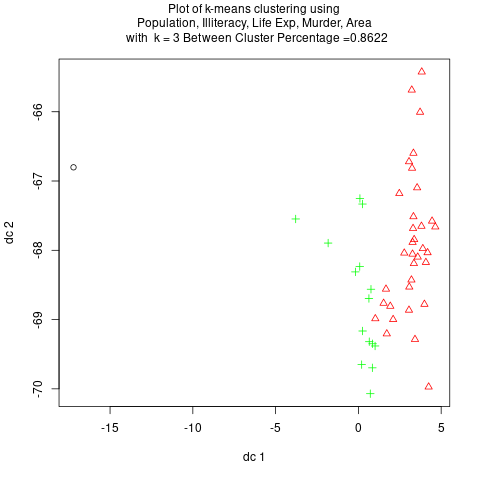 Plot of k-means clustering using
Population, Illiteracy, Life Exp, Murder, Area
with  k = 3 Between Cluster Percentage =0.8622
-66
-67
-68
-69
-70
dc 2
-15
-10
-5
0
5
dc 1